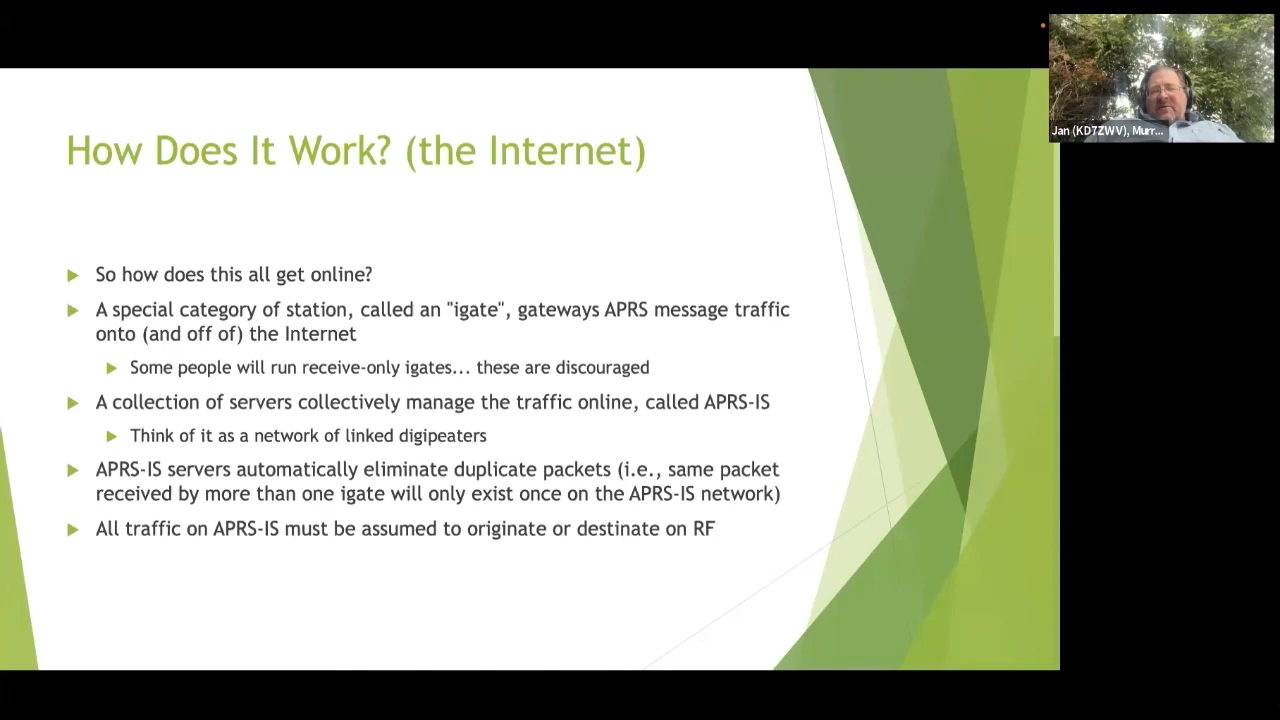 Jan (KD7ZWV), Murr...
How Does It Work? (the Internet)
So how does this all get online?
A special category of station, called an "igate", gateways APRS message traffic
onto (and off of) the Internet
Some people will run receive-only igates... these are discouraged
A collection of servers collectively manage the traffic online, called APRS-IS
Think of it as a network of linked digipeaters
APRS-IS servers automatically eliminate duplicate packets (i.e., same packet
received by more than one igate will only exist once on the APRS-IS network)
All traffic on APRS-IS must be assumed to originate or destinate on RF